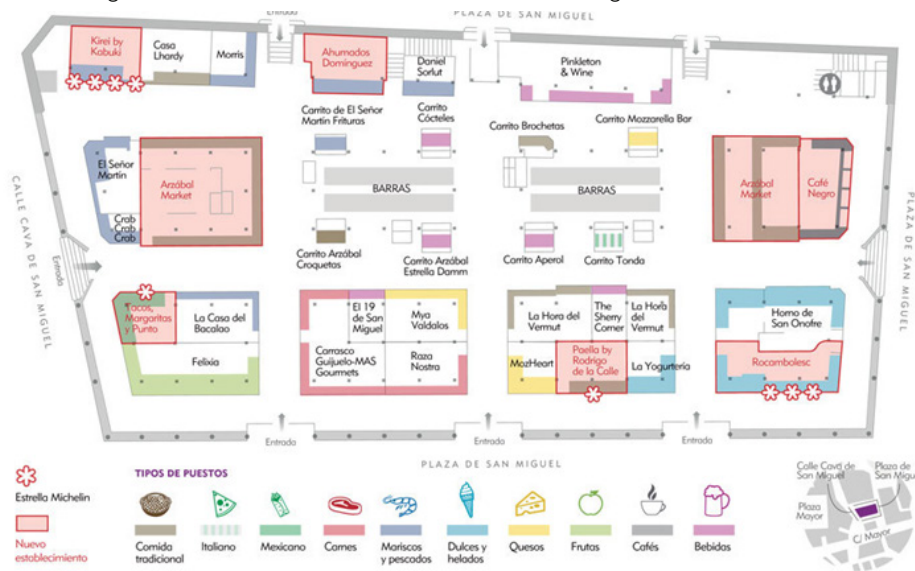 PLAZA DE SAN MIGUEL
Kirei by
Kabuki
Casa
Lhardy
Morris
Ahumados
Domínguez
Daniel
Sorlut
Pinkleton
& Wine
Carrito de El Señor
Martín Frituras
Carrito
Cócteles
Carrito Brochetas
Carrito Mozzarella Bar
El Señor
Martín
Crab
Crab
Crab
Arzábal
Market
BARRAS
BARRAS
Arzábal
Market
Café
Negro
CALLE CAVA DE SAN MIGUEL
Entrada
PLAZA DE SAN MIGUEL
Entrada
Carrito Arzábal
Croquetas
Carrito Arzábal
Estrella Damm
Carrito Aperol
Carrito Tonda
Tacos,
Margaritas
y Punto
La Casa del
Bacalao
Felixia
El 19
de San
Miguel
Mya
Valdalos
Carrasco
Guijuelo-MAS
Gourmets
Raza
Nostra
La Hora del
Vermut
The
Sherry
Corner
La Hora
del
Vermut
MozHeart
Paella by
Rodrigo
de la Calle
La Yogurtería
Horno de
San Onofre
Rocambolesc
Entrada
Entrada
Entrada
PLAZA DE SAN MIGUEL
Estrella Michelin
Nuevo
establecimiento
TIPOS DE PUESTOS
Comida
tradicional
Italiano
Mexicano
Carnes
Mariscos
y pescados
Dulces y
helados
Quesos
Frutas
Cafés
Bebidas
Calle Cava de
San Miguel
Plaza de
San Migu
Plaza
Mayor
C/ Mayor